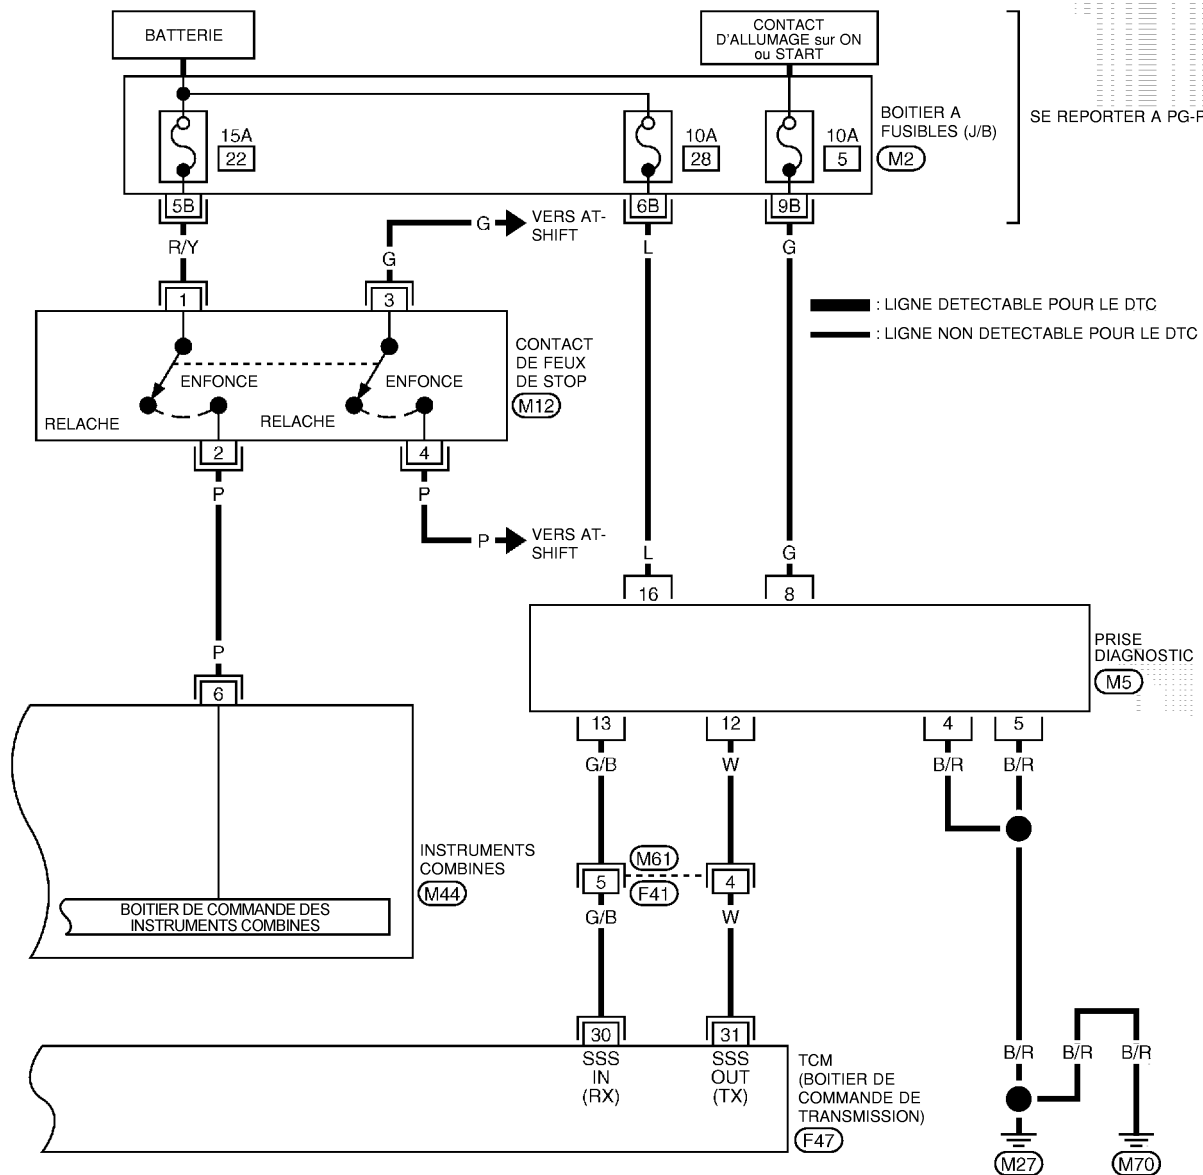 BATTERIE
CONTACT
D'ALLUMAGE sur ON
ou START
15A
22
10A
28
10A
5
BOITIER A
FUSIBLES (J/B)
M2
SE REPORTER A PG-P
5B
6B
9B
R/Y
G
G
VERS AT-
SHIFT
L
G
1
3
: LIGNE DETECTABLE POUR LE DTC
: LIGNE NON DETECTABLE POUR LE DTC
ENFONCE
RELACHE
ENFONCE
RELACHE
CONTACT
DE FEUX
DE STOP
M12
2
4
P
P
P
VERS AT-
SHIFT
L
G
16
8
PRISE
DIAGNOSTIC
M5
P
6
13
12
4
5
G/B
W
B/R
B/R
INSTRUMENTS
COMBINES
M44
BOITIER DE COMMANDE DES
INSTRUMENTS COMBINES
5
M61
F41
4
G/B
W
30
31
SSS
IN
(RX)
SSS
OUT
(TX)
TCM
(BOITIER DE
COMMANDE DE
TRANSMISSION)
F47
B/R
B/R
B/R
M27
M70